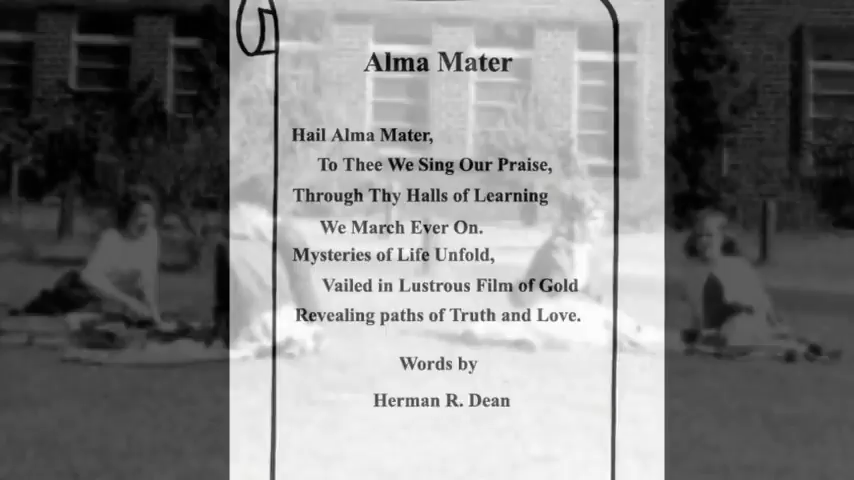 Alma Mater
Hail Alma Mater,
To Thee We Sing Our Praise,
Through Thy Halls of Learning
We March Ever On.
Mysteries of Life Unfold,
Vailed in Lustrous Film of Gold
Revealing paths of Truth and Love.
Words by
Herman R. Dean